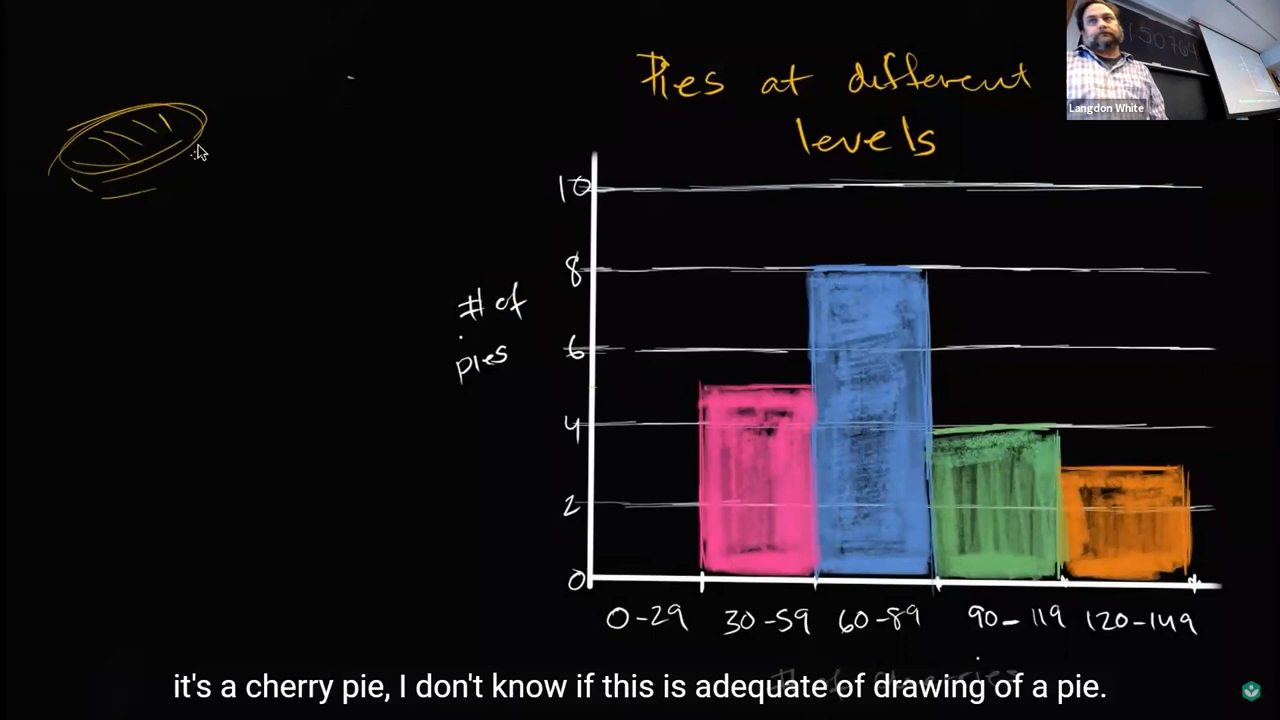 Pies at different
levels
150764
Langdon White
10
8
# of
pies
6
4
2
0
0-29 30-59 60-89 90-119 120-149
it's a cherry pie, I don't know if this is adequate of drawing of a pie.